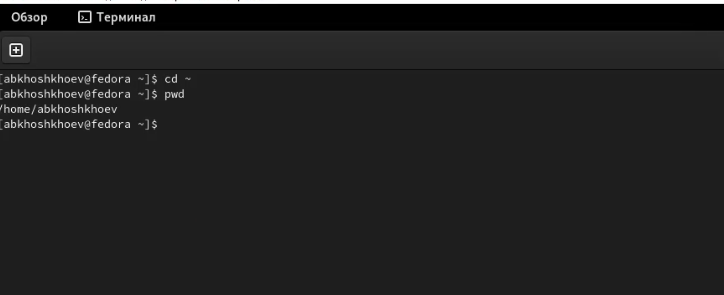 Обзор Терминал
[abkhoshkhoev@fedora ~]$ cd ~
[abkhoshkhoev@fedora ~]$ pwd
/home/abkhoshkhoev
[abkhoshkhoev@fedora ~]$